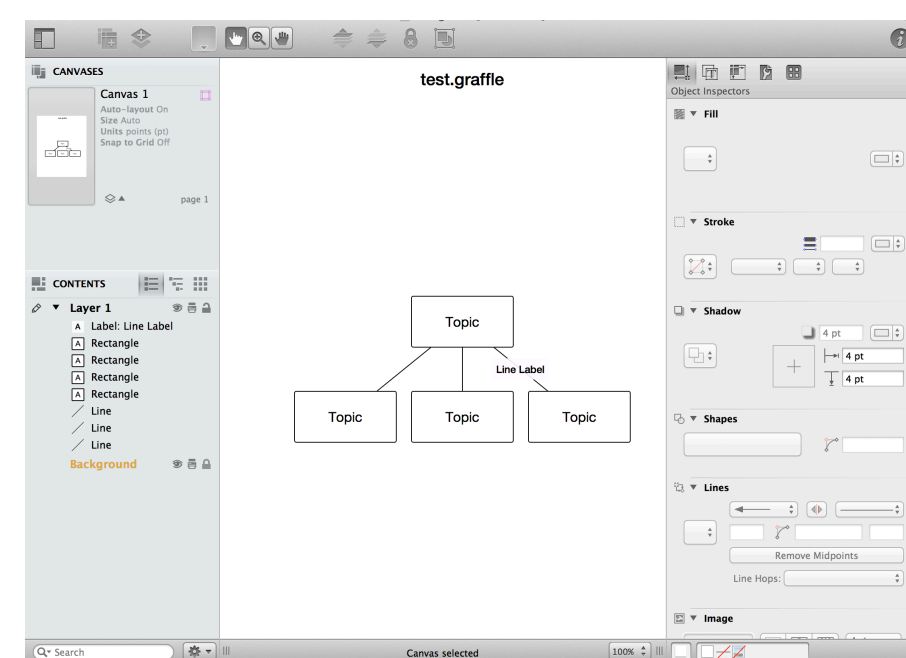 CANVASES
Canvas 1
Auto-layout On
Size Auto
Units points (pt)
Snap to Grid Off
page 1
CONTENTS
Layer 1
A Label: Line Label
A Rectangle
A Rectangle
A Rectangle
A Rectangle
Line
Line
Line
Background
Search
test.graffle
Topic
Line Label
Topic
Topic
Topic
Canvas selected
100%
Object Inspectors
Fill
Stroke
Shadow
4 pt
4 pt
4 pt
Shapes
Lines
Remove Midpoints
Line Hops:
Image